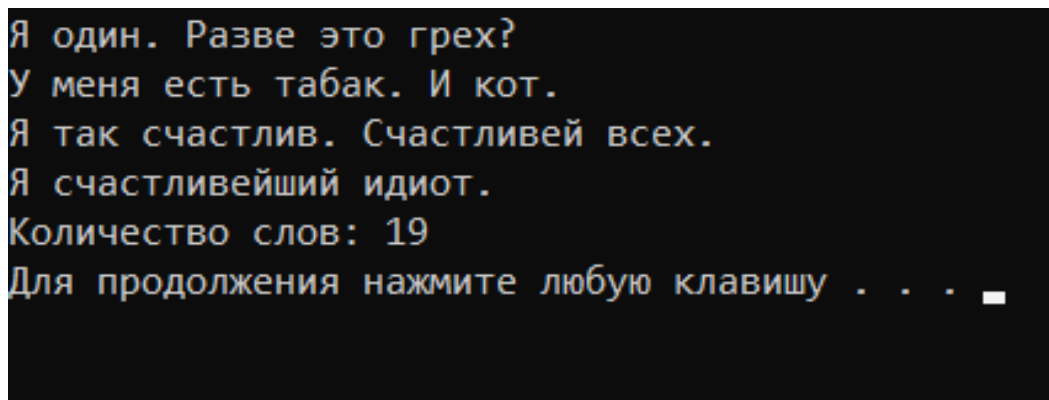 Я один. Разве это грех?
У меня есть табак. И кот.
Я так счастлив. Счастливей всех.
Я счастливейший идиот.
Количество слов: 19
Для продолжения нажмите любую клавишу . . .